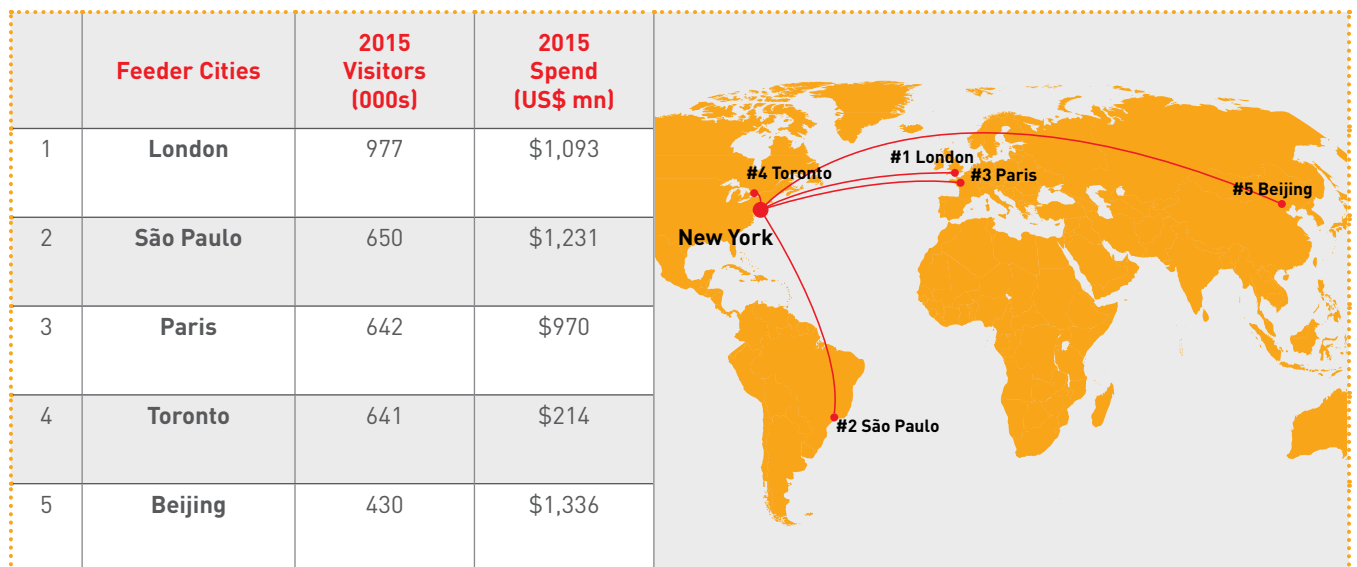 Feeder Cities
2015
Visitors
(000s)
2015
Spend
(US$ mn)
1 London 977 $1,093
2 São Paulo 650 $1,231
3 Paris 642 $970
4 Toronto 641 $214
5 Beijing 430 $1,336
#1 London
#4 Toronto
#3 Paris
#5 Beijing
New York
#2 São Paulo